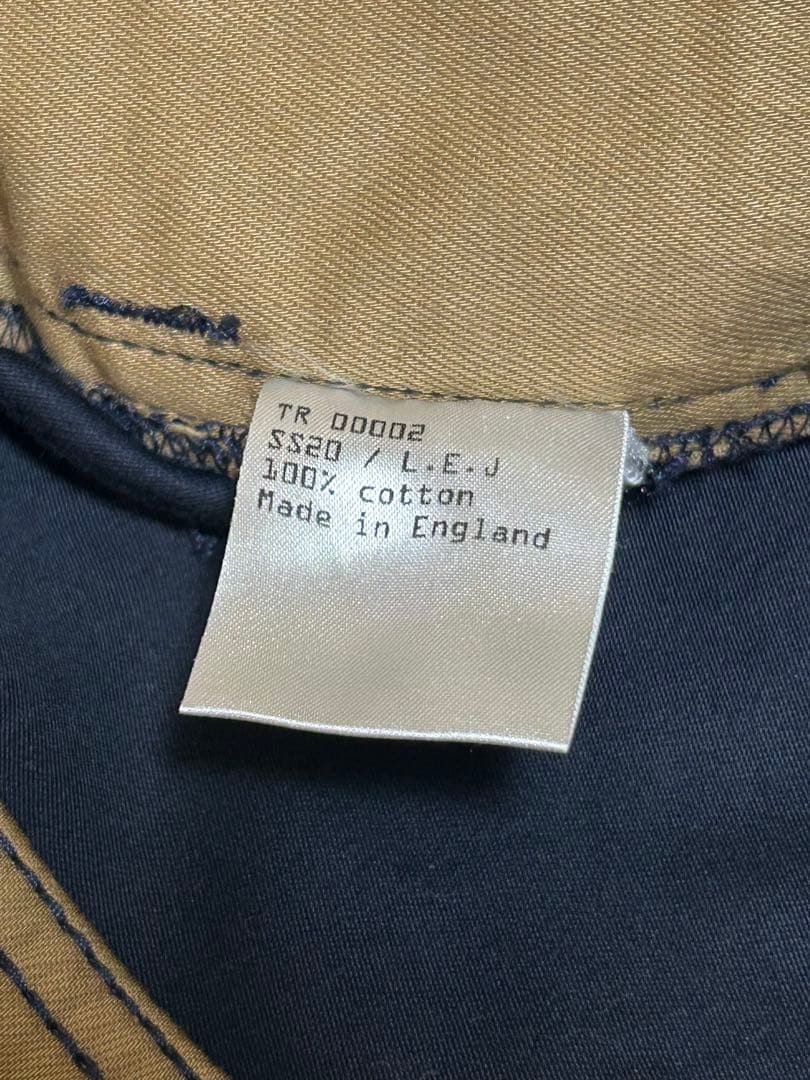 TR 00002
SS20 / L.E.J
100% cotton
Made in England